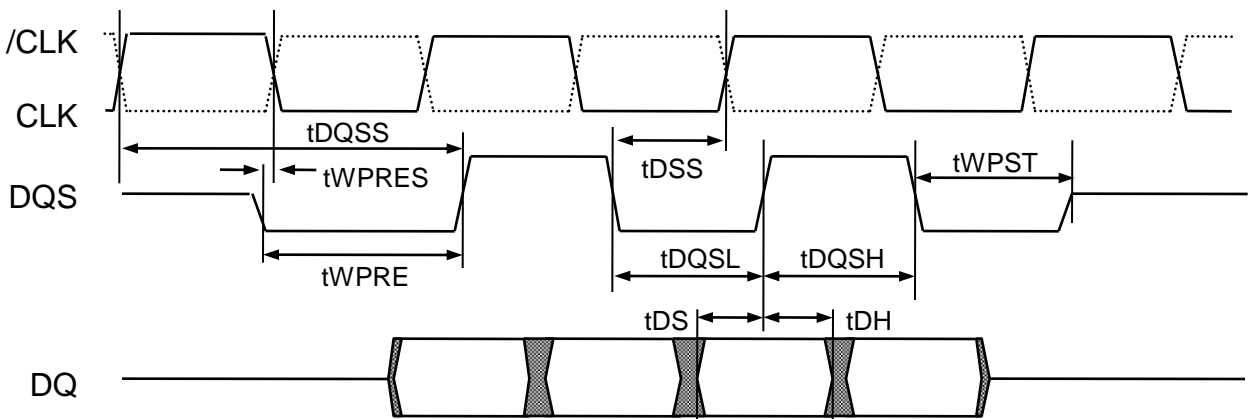 /CLK
CLK
tDQSS
tWPRES
tDSS
tWPST
DQS
tWPRE
tDQSL
tDQSH
tDS
tDH
DQ